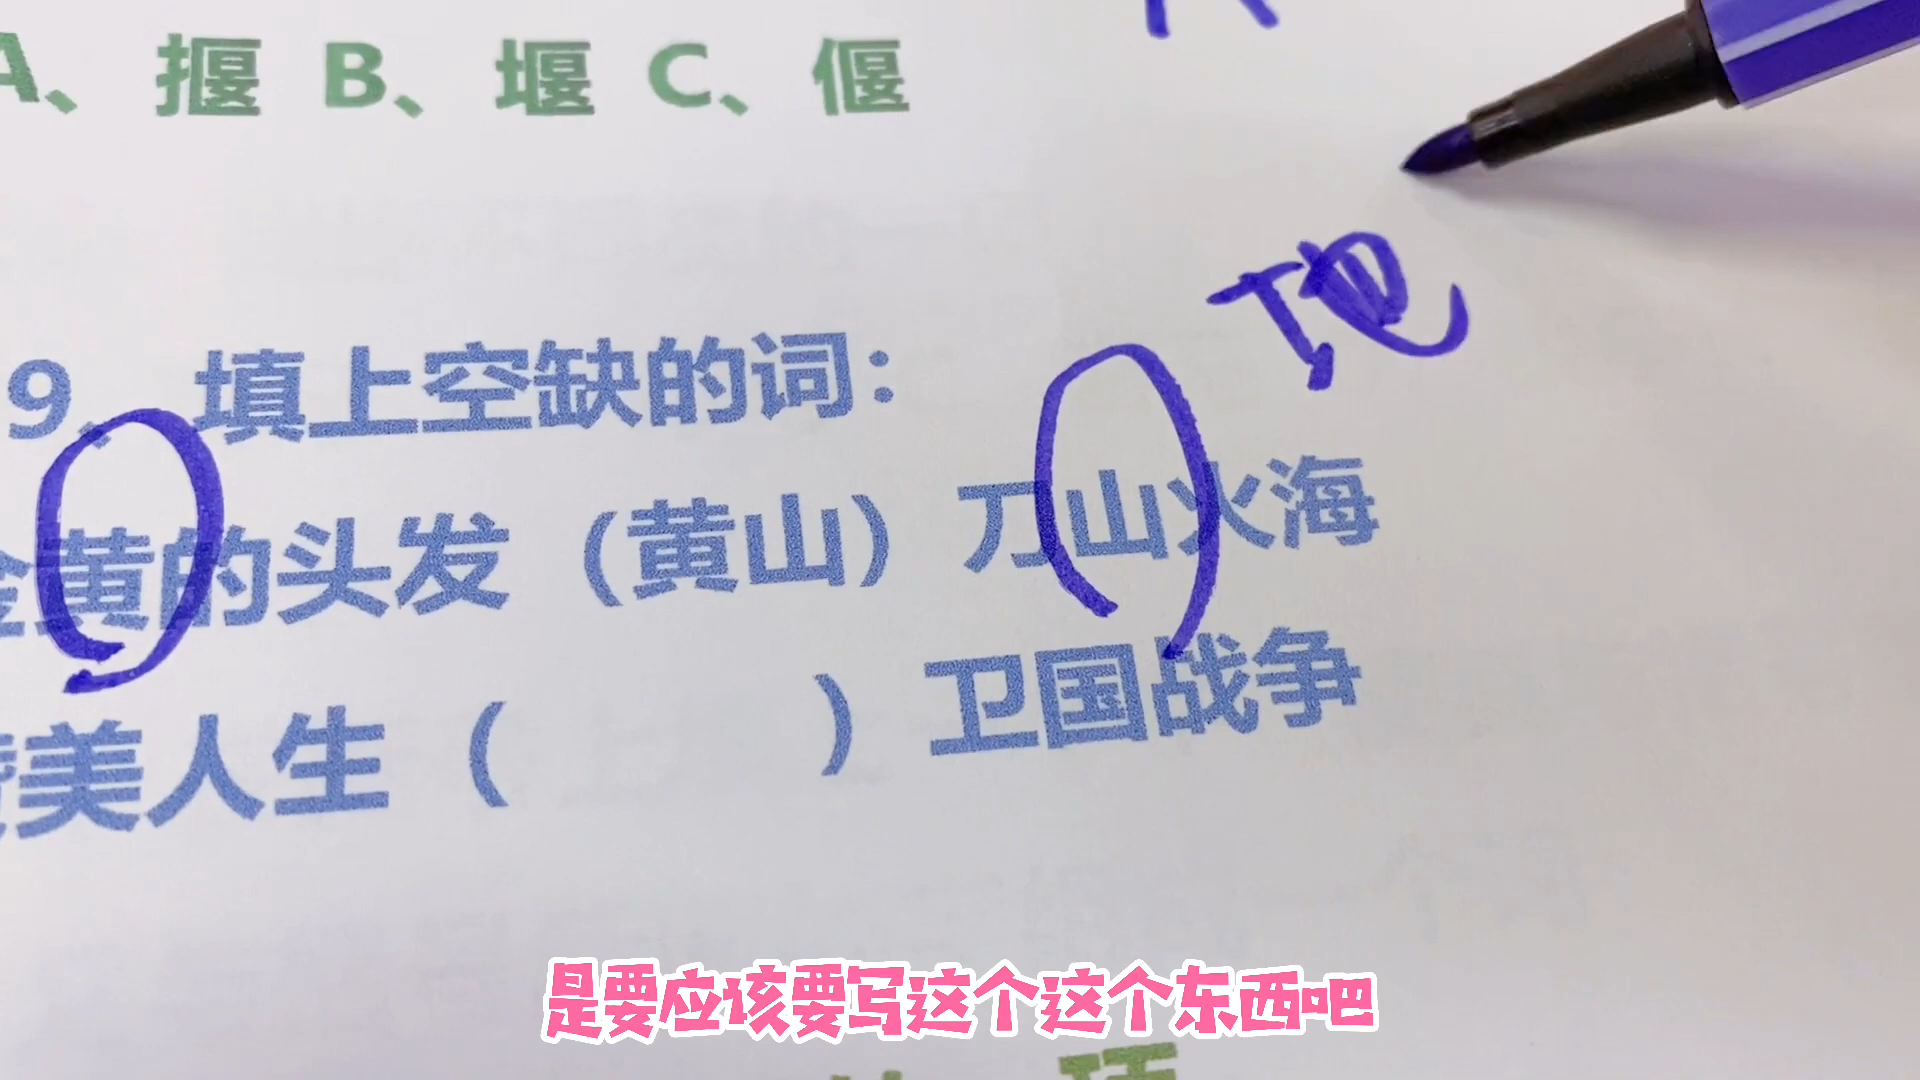 A、揠 B、堰 C、偃
地
9、填上空缺的词：
金黄的头发（黄山）刀山火海
赞美人生（ ）卫国战争
是要应该要写这个这个东西吧